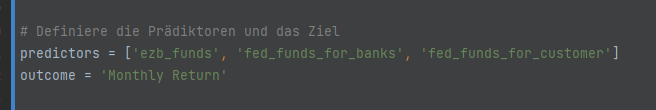 # Definiere die Prädiktoren und das Ziel
predictors = ['ezb_funds', 'fed_funds_for_banks', 'fed_funds_for_customer']
outcome = 'Monthly Return'